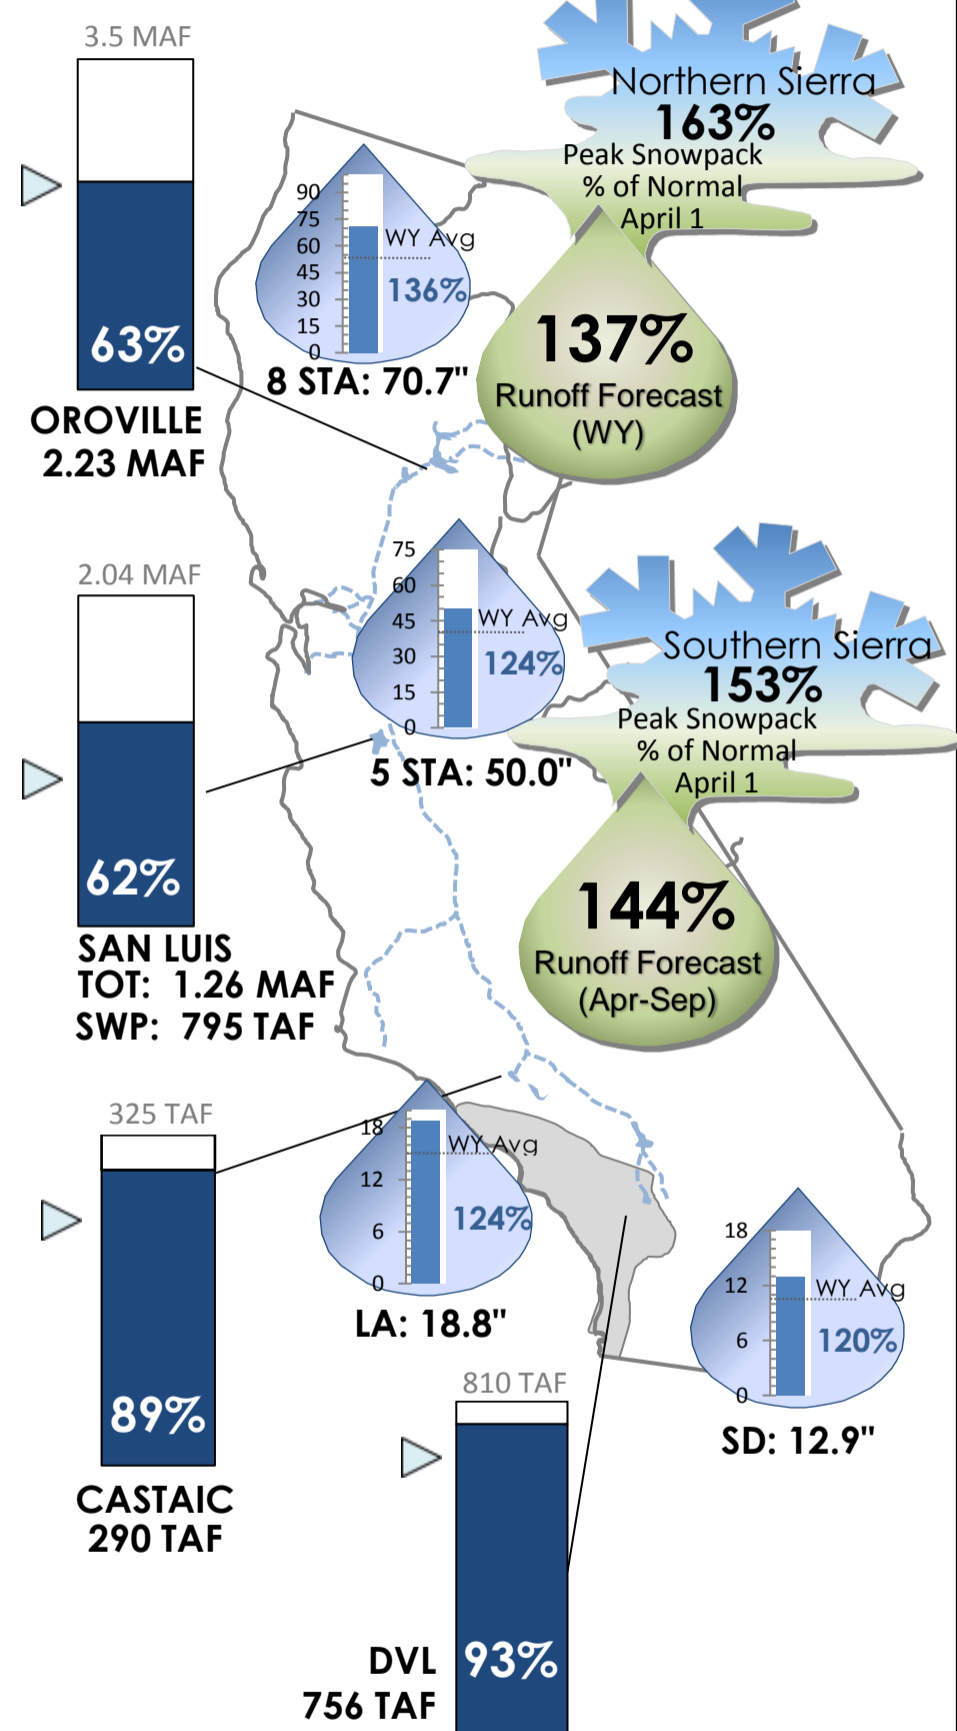 3.5 MAF
63%
OROVILLE
2.23 MAF
90
75
60
45
30
15
0
WY Avg
136%
8 STA: 70.7"
Northern Sierra
163%
Peak Snowpack
% of Normal
April 1
137%
Runoff Forecast
(WY)
2.04 MAF
62%
SAN LUIS
TOT: 1.26 MAF
SWP: 795 TAF
75
60
45
30
15
0
WY Avg
124%
5 STA: 50.0"
Southern Sierra
153%
Peak Snowpack
% of Normal
April 1
144%
Runoff Forecast
(Apr-Sep)
325 TAF
89%
CASTAIC
290 TAF
18
12
6
0
WY Avg
124%
LA: 18.8"
18
12
6
0
WY Avg
120%
SD: 12.9"
810 TAF
93%
DVL
756 TAF